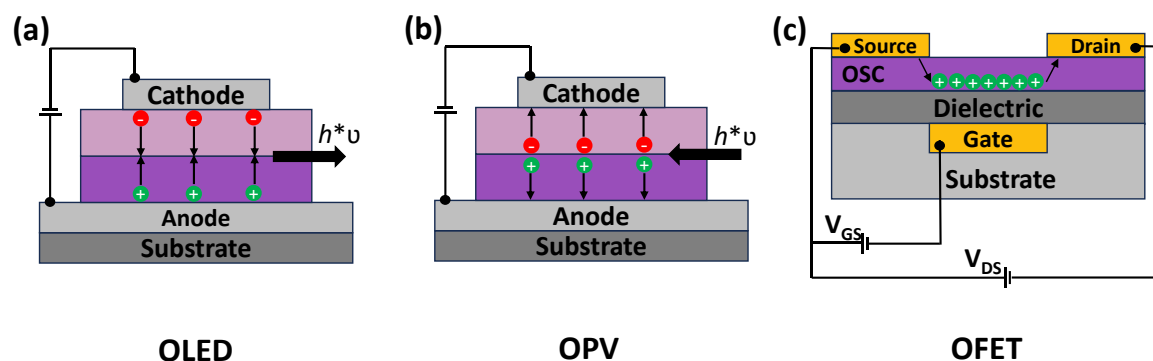 (a)
Cathode
- - -
h*υ
+ + +
Anode
Substrate
OLED
(b)
Cathode
- - -
h*υ
+ + +
Anode
Substrate
OPV
(c)
Source
Drain
OSC
+ + + + + + +
Dielectric
Gate
Substrate
VGS
VDS
OFET